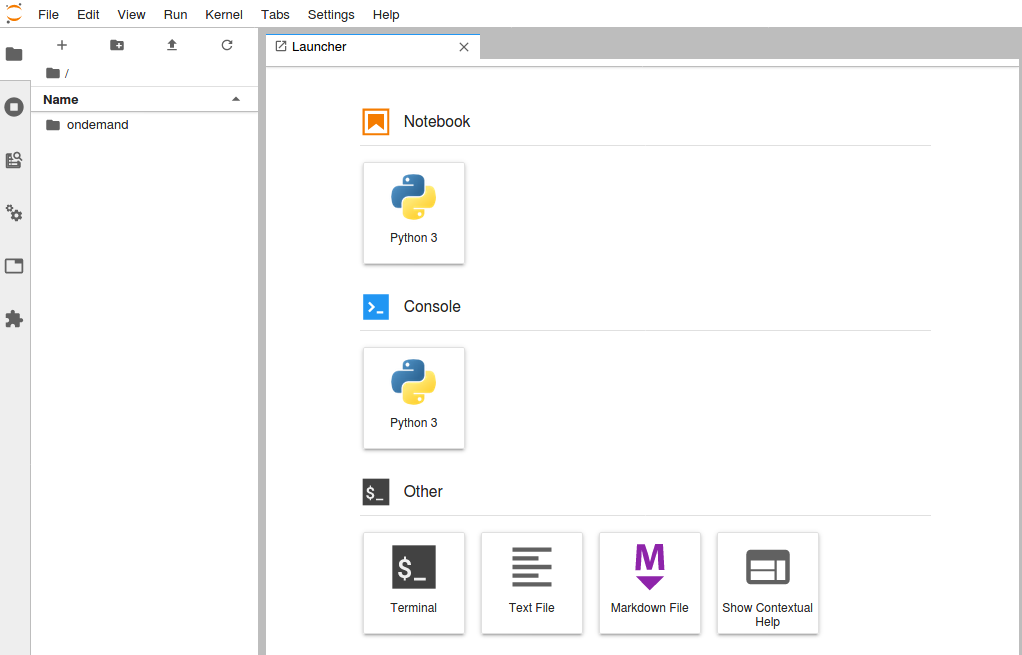 File Edit View Run Kernel Tabs Settings Help
Launcher
/
Name
ondemand
Notebook
Python 3
Console
Python 3
$_ Other
$_
M
Terminal
Text File
Markdown File
Show Contextual
Help